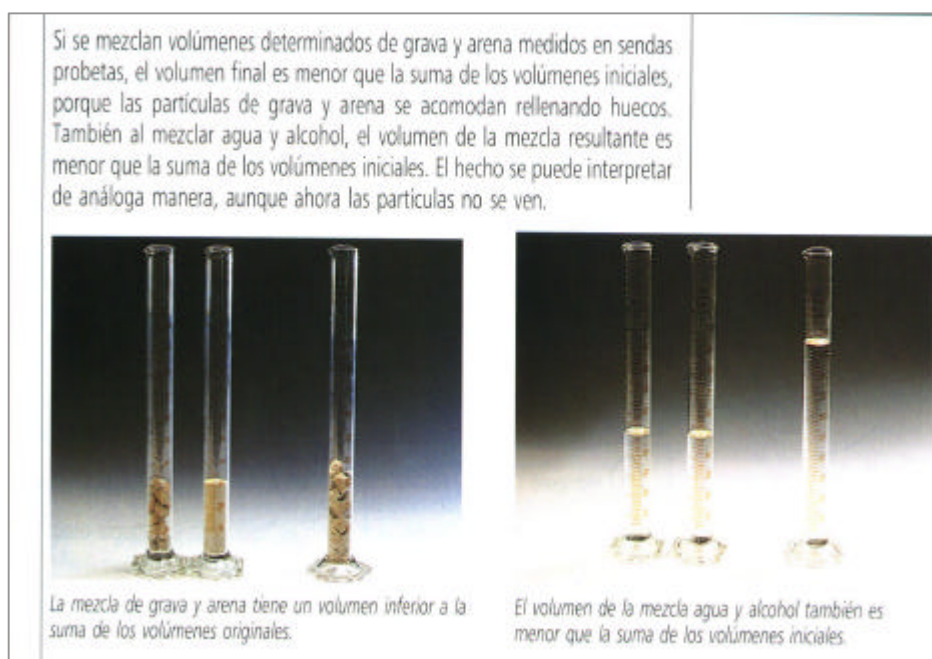 Si se mezclan volúmenes determinados de grava y arena medidos en sendas
probetas, el volumen final es menor que la suma de los volúmenes iniciales,
porque las partículas de grava y arena se acomodan rellenando huecos.
También al mezclar agua y alcohol, el volumen de la mezcla resultante es
menor que la suma de los volúmenes iniciales. El hecho se puede interpretar
de análoga manera, aunque ahora las partículas no se ven.
La mezcla de grava y arena tiene un volumen inferior a la
suma de los volúmenes originales.
El volumen de la mezcla agua y alcohol también es
menor que la suma de los volúmenes iniciales.